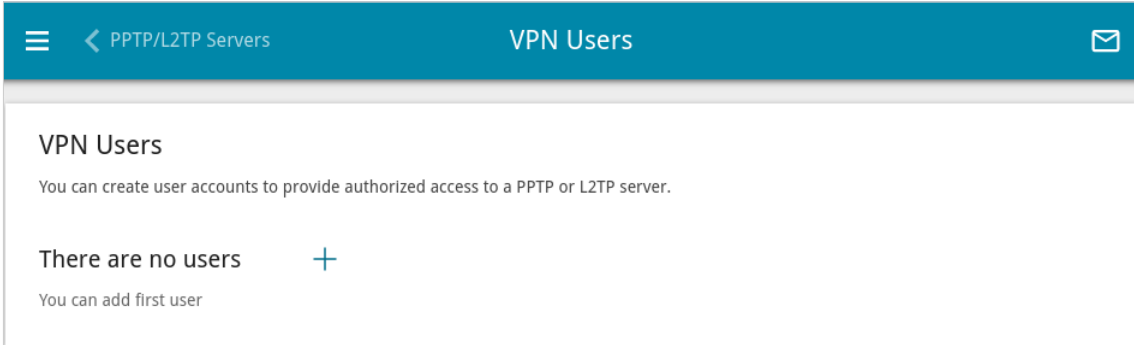 PPTP/L2TP Servers
VPN Users
VPN Users
You can create user accounts to provide authorized access to a PPTP or L2TP server.
There are no users
You can add first user